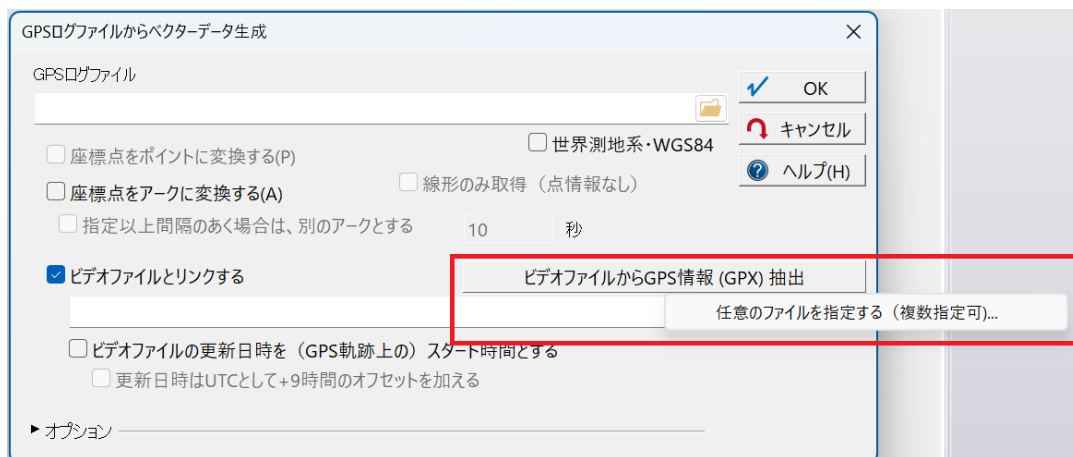 GPSログファイルからベクターデータ生成
GPSログファイル
OK
キャンセル
ヘルプ(H)
世界測地系・WGS84
座標点をポイントに変換する(P)
座標点をアークに変換する(A)
線形のみ取得（点情報なし）
指定以上間隔のあく場合は、別のアークとする
10
秒
ビデオファイルとリンクする
ビデオファイルからGPS情報 (GPX) 抽出
任意のファイルを指定する（複数指定可)...
ビデオファイルの更新日時を（GPS軌跡上の）スタート時間とする
更新日時はUTCとして+9時間のオフセットを加える
オプション